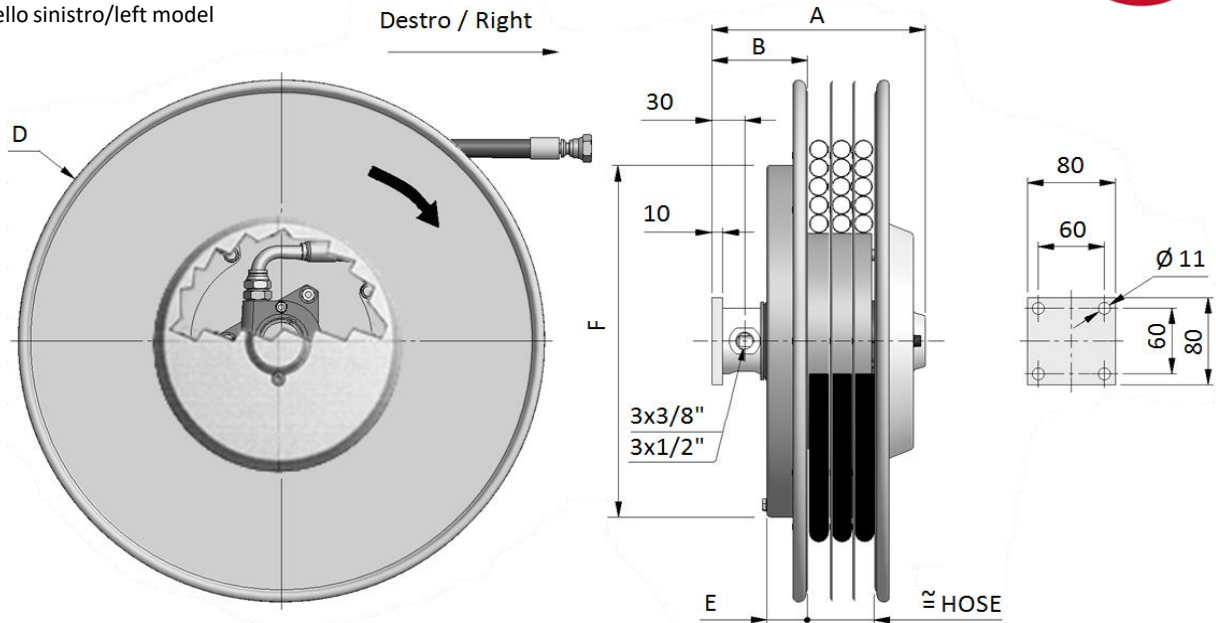 ello sinistro/left model
Destro / Right
A
B
30
D
10
F
3x3/8"
3x1/2"
E
≅ HOSE
80
60
Ø 11
60
80